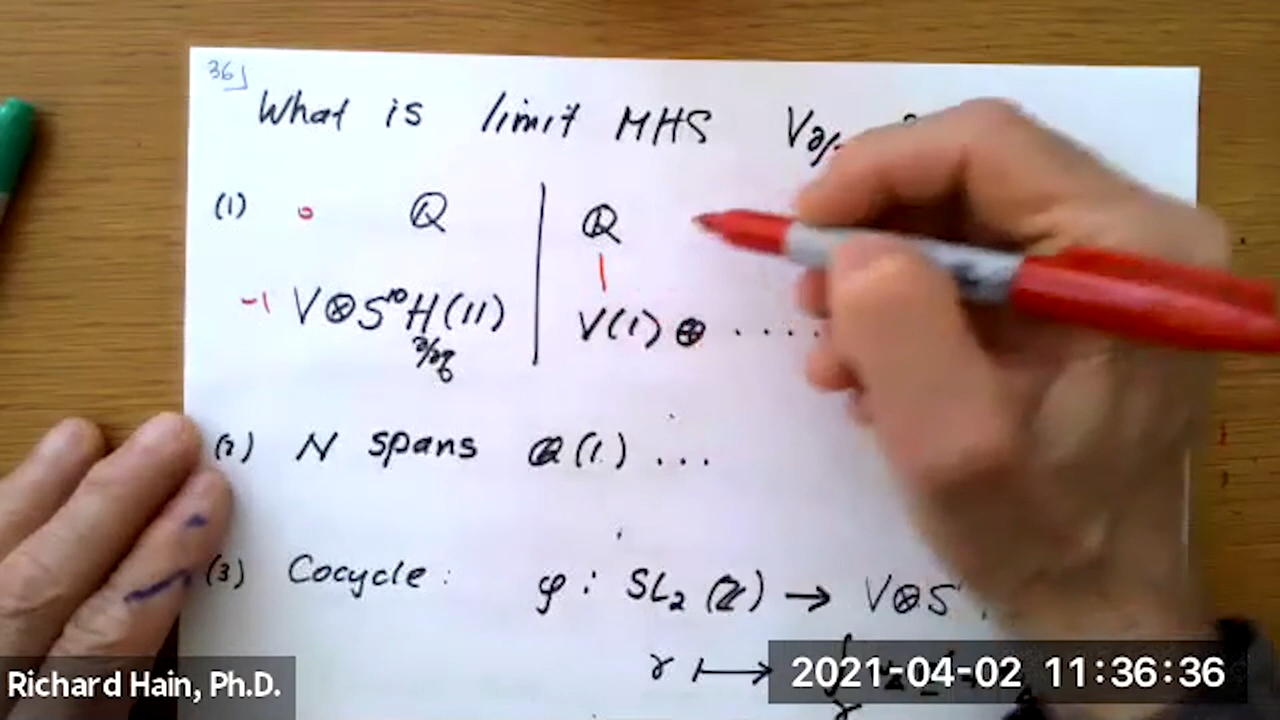 36
What is limit MHS V∂/
(1) 0 Q | Q
-1 V⊗S¹⁰H(11) | V(1) ⊕ .....
∂/∂q
(2) N spans Q(1) ...
(3) Cocycle: φ : SL₂(Z) → V⊗S
γ ↦ ∫
γ
Richard Hain, Ph.D.
2021-04-02 11:36:36